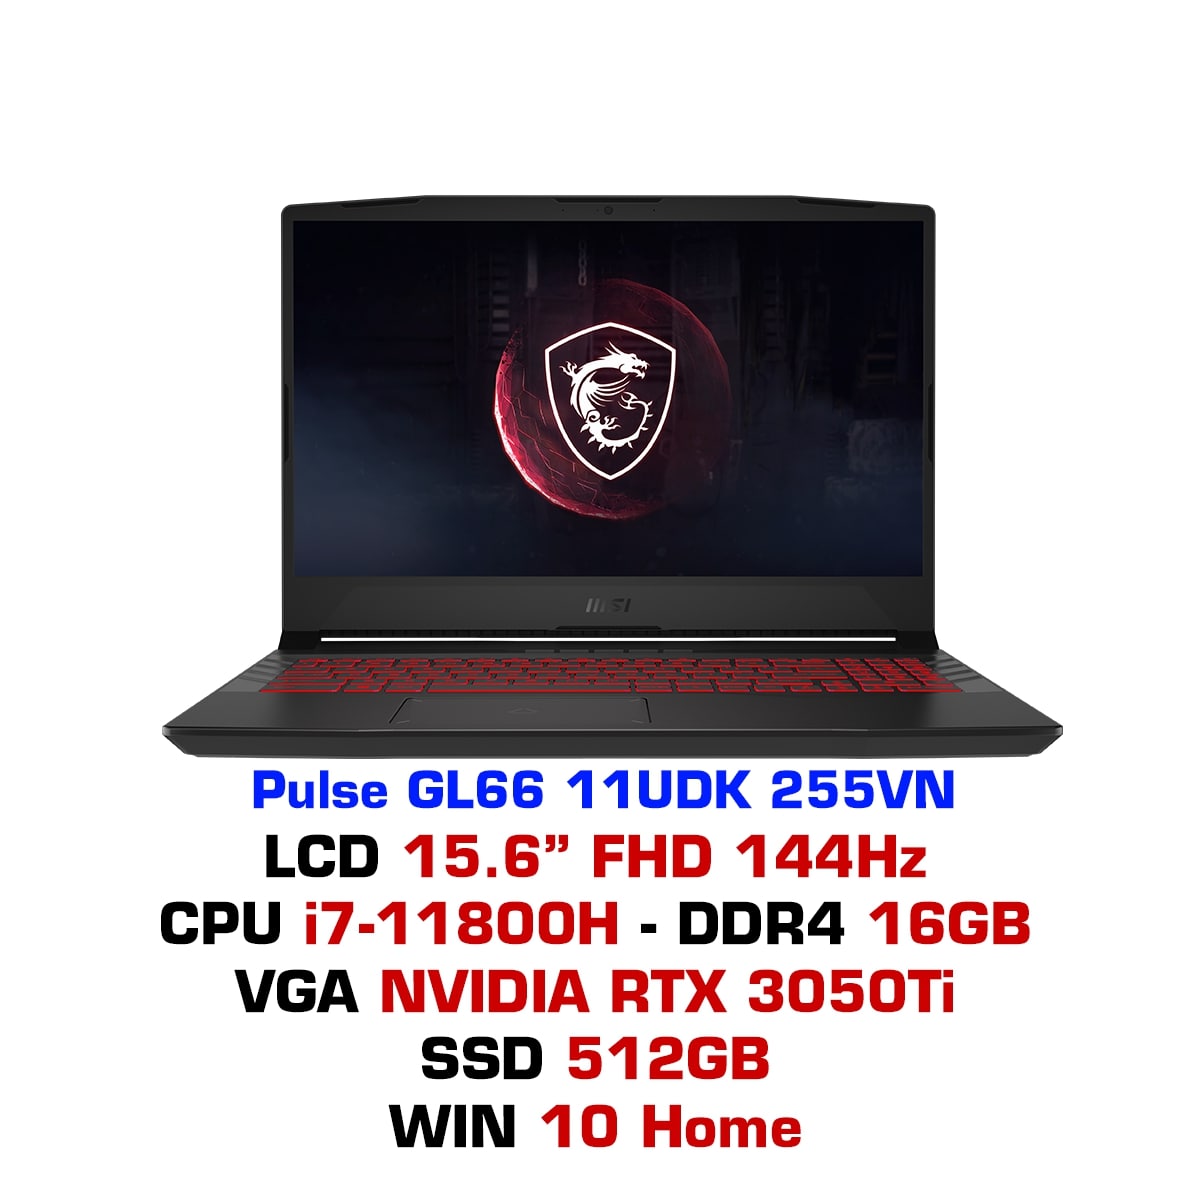 msi
Pulse GL66 11UDK 255VN
LCD 15.6” FHD 144Hz
CPU i7-11800H - DDR4 16GB
VGA NVIDIA RTX 3050Ti
SSD 512GB
WIN 10 Home